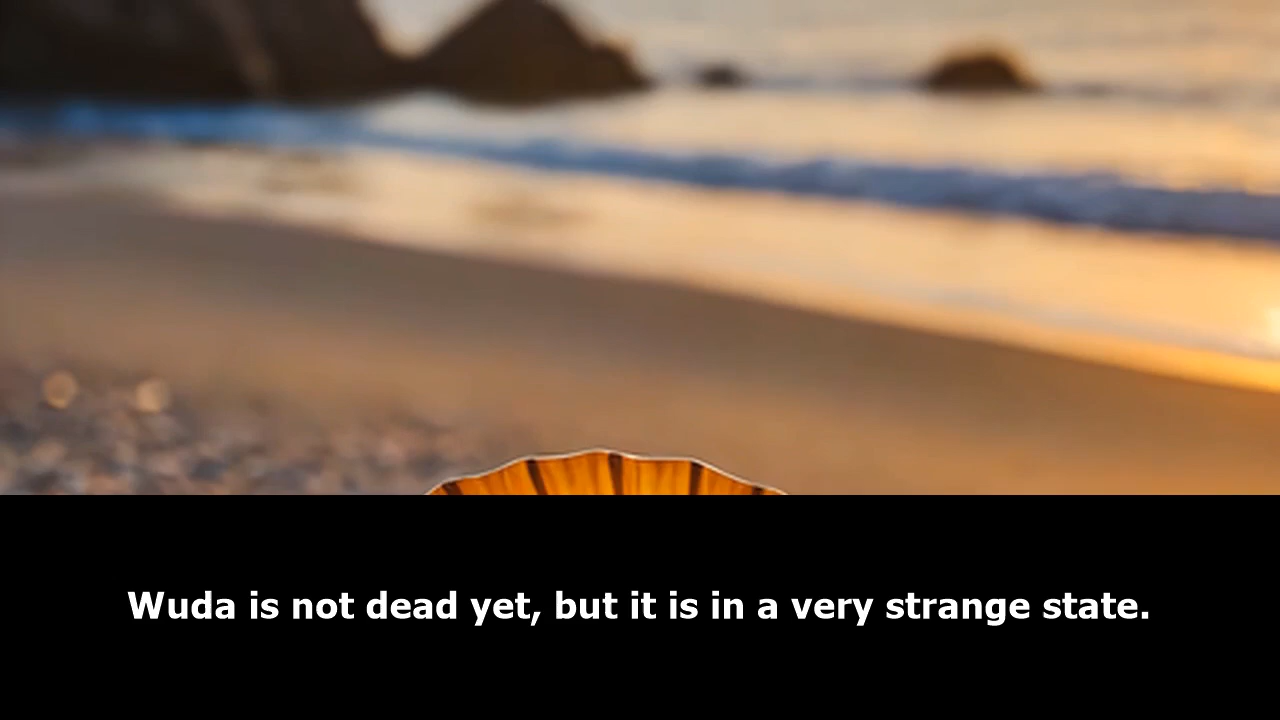 Wuda is not dead yet, but it is in a very strange state.